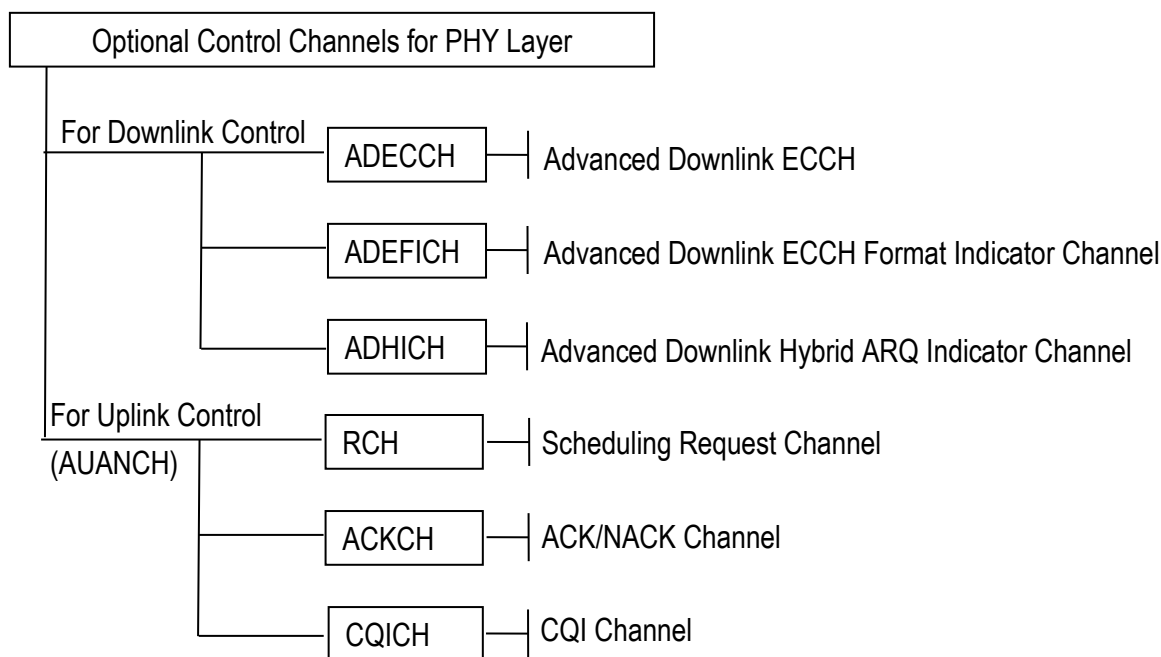 Optional Control Channels for PHY Layer
For Downlink Control
ADECCH
Advanced Downlink ECCH
ADEFICH
Advanced Downlink ECCH Format Indicator Channel
ADHICH
Advanced Downlink Hybrid ARQ Indicator Channel
For Uplink Control
(AUANCH)
RCH
Scheduling Request Channel
ACKCH
ACK/NACK Channel
CQICH
CQI Channel